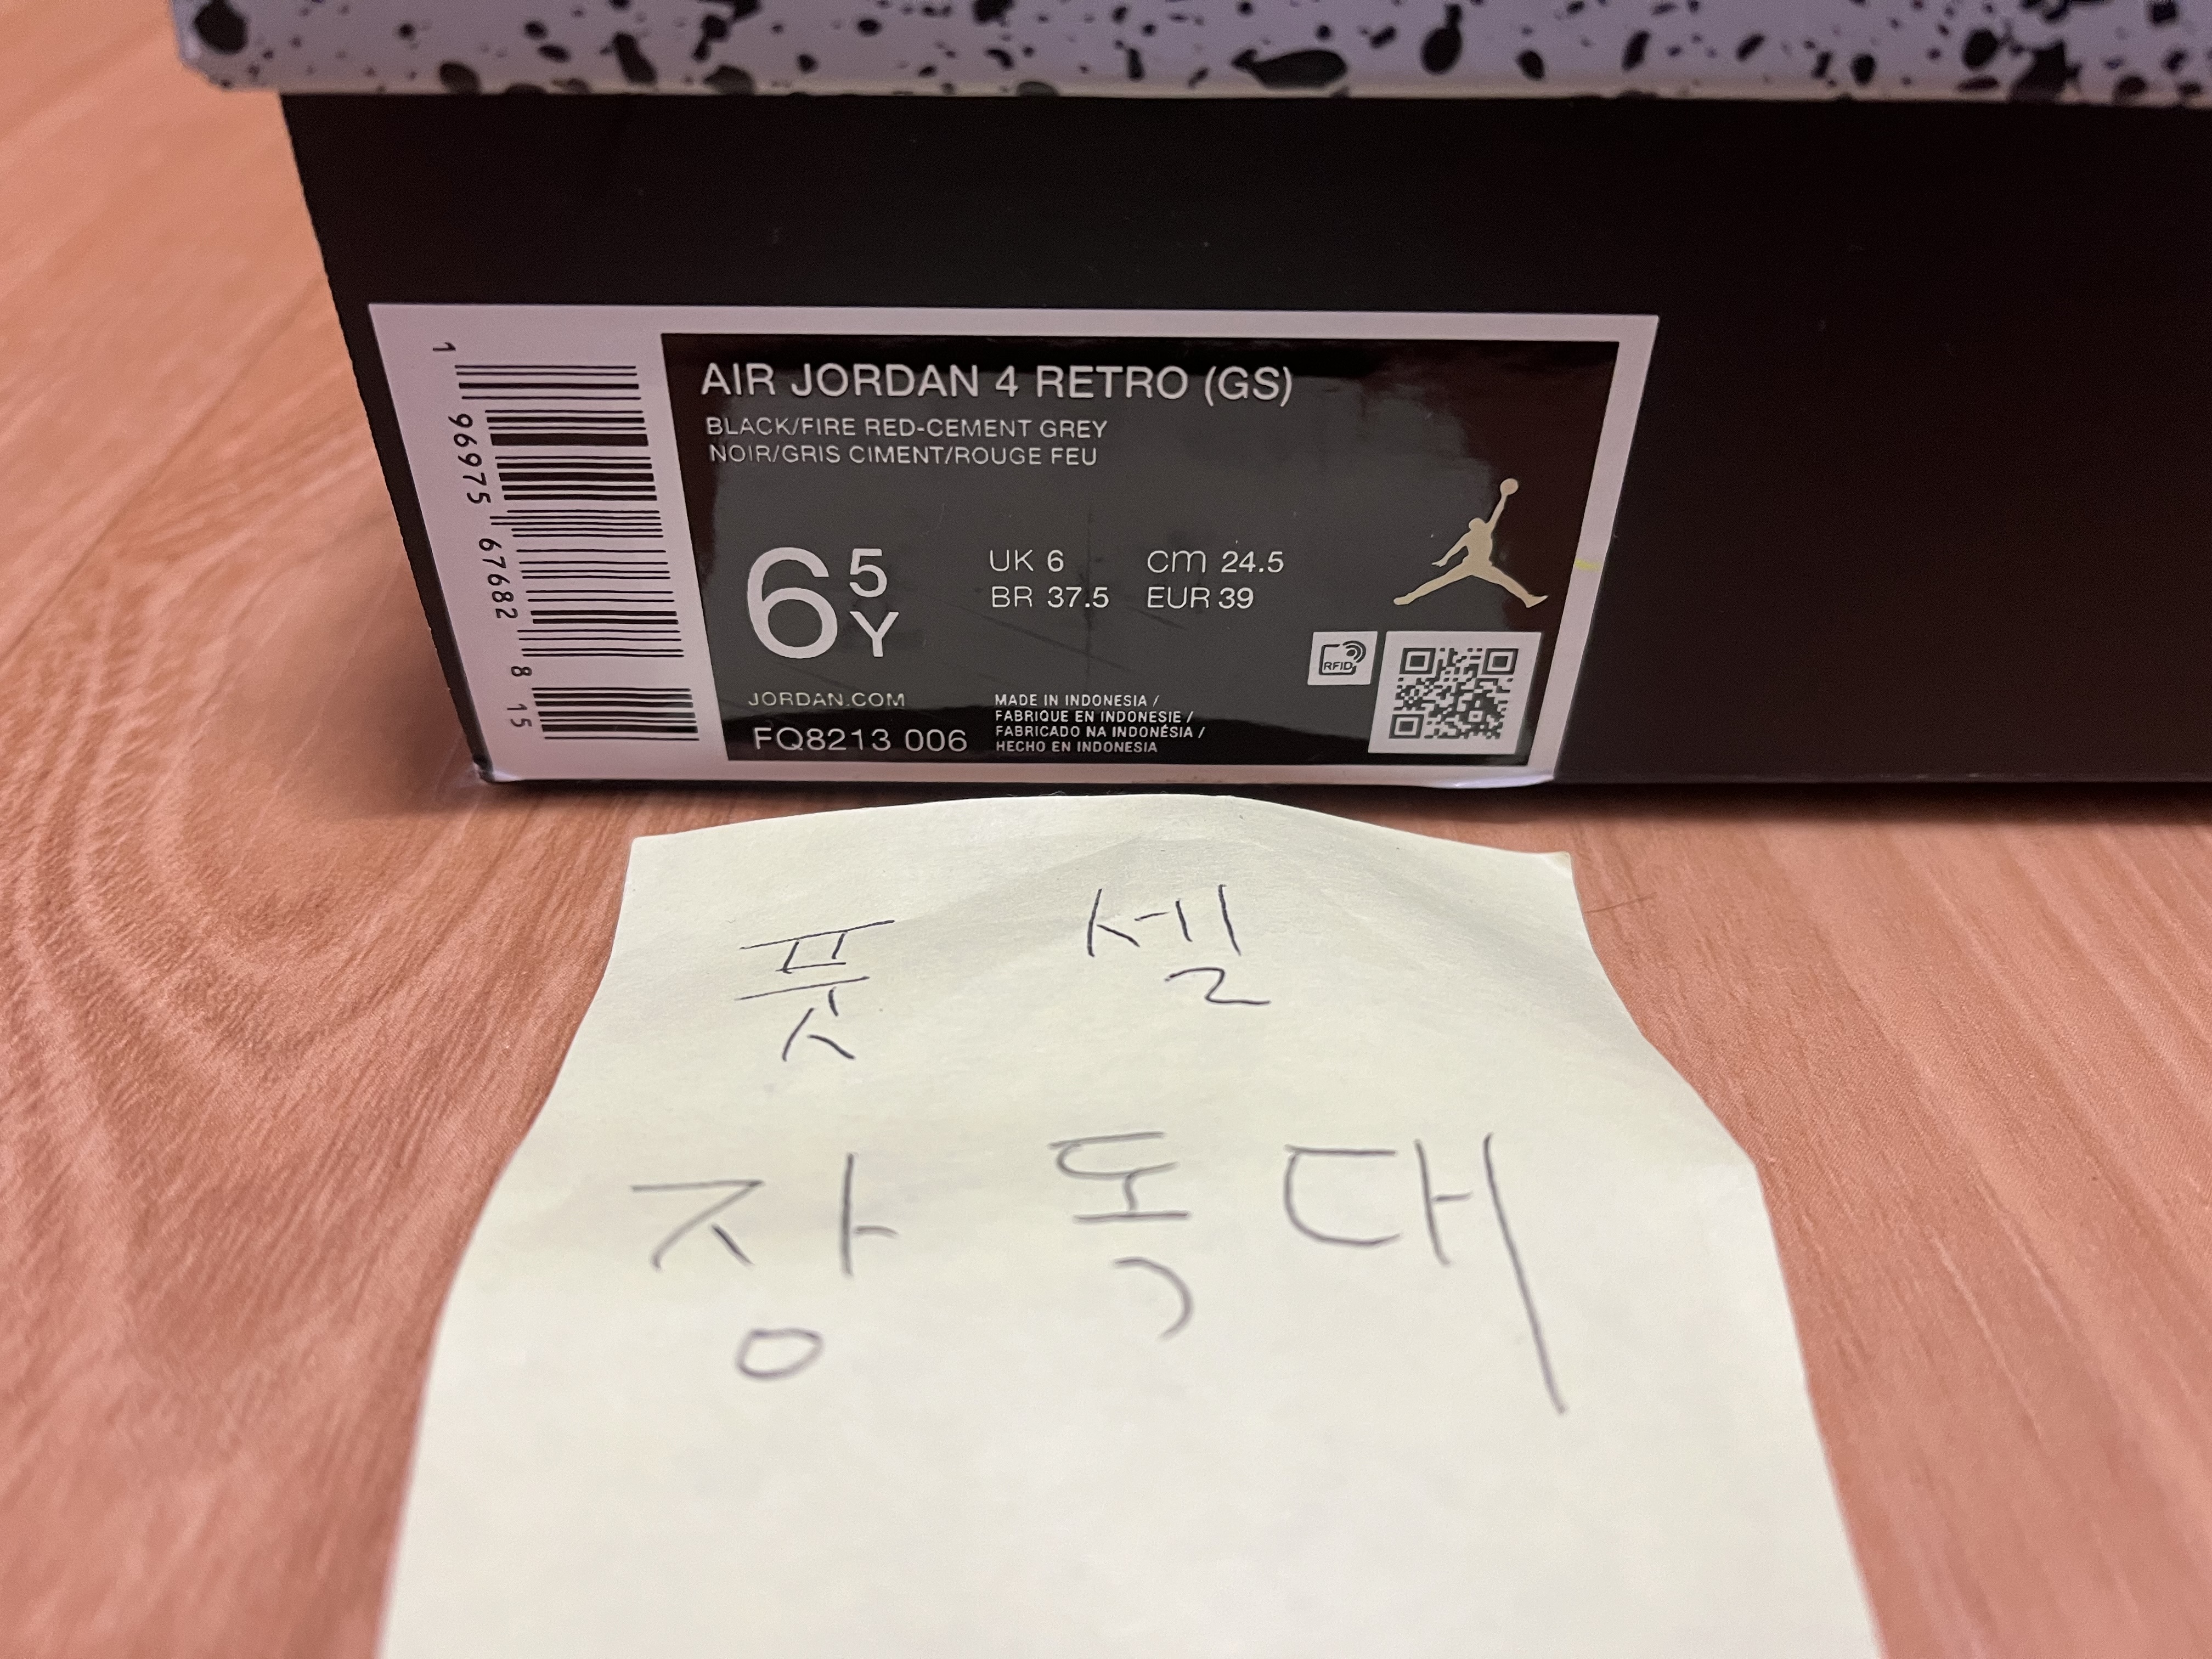 AIR JORDAN 4 RETRO (GS)
BLACK/FIRE RED-CEMENT GREY
NOIR/GRIS CIMENT/ROUGE FEU
6 5 Y
UK 6 cm 24.5
BR 37.5 EUR 39
RFID
JORDAN.COM
FQ8213 006
MADE IN INDONESIA /
FABRIQUE EN INDONESIE /
FABRICADO NA INDONÉSIA /
HECHO EN INDONESIA
1 96975 67682 8 15
풋셀
장독대